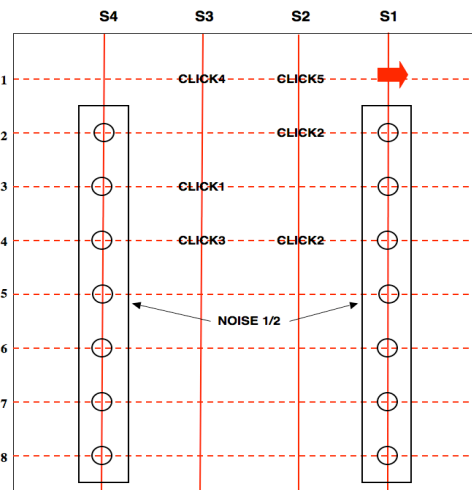 S4 S3 S2 S1
1 CLICK4 CLICK5
2 CLICK2
3 CLICK1
4 CLICK3 CLICK2
5
NOISE 1/2
6
7
8